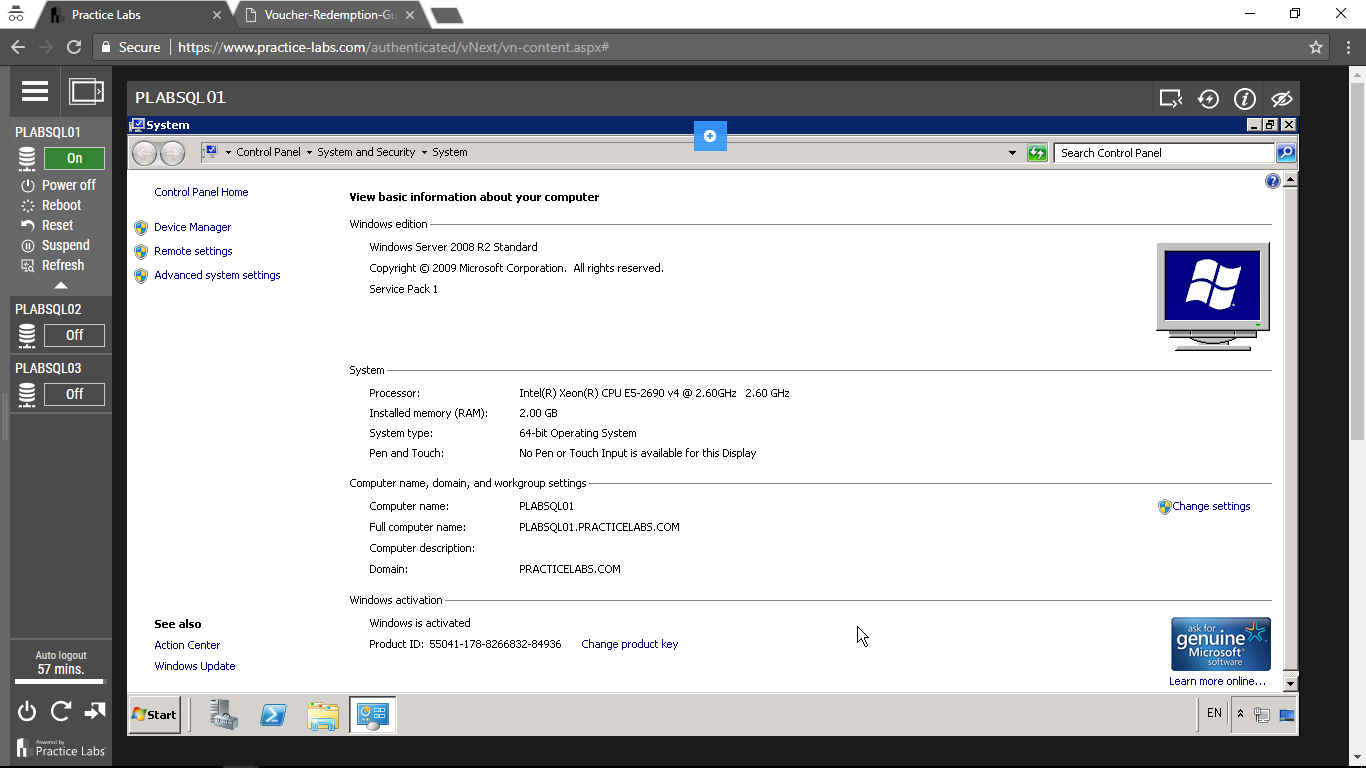 Practice Labs
Voucher-Redemption-Gu
Secure
https://www.practice-labs.com/authenticated/vNext/vn-content.aspx#
PLABSQL01
On
Power off
Reboot
Reset
Suspend
Refresh
PLABSQL02
Off
PLABSQL03
Off
Auto logout
57 mins.
Powered by
Practice Labs
PLABSQL01
System
Control Panel
System and Security
System
Search Control Panel
Control Panel Home
Device Manager
Remote settings
Advanced system settings
See also
Action Center
Windows Update
View basic information about your computer
Windows edition
Windows Server 2008 R2 Standard
Copyright © 2009 Microsoft Corporation. All rights reserved.
Service Pack 1
System
Processor: Intel(R) Xeon(R) CPU E5-2690 v4 @ 2.60GHz 2.60 GHz
Installed memory (RAM): 2.00 GB
System type: 64-bit Operating System
Pen and Touch: No Pen or Touch Input is available for this Display
Computer name, domain, and workgroup settings
Computer name: PLABSQL01
Change settings
Full computer name: PLABSQL01.PRACTICELABS.COM
Computer description:
Domain: PRACTICELABS.COM
Windows activation
Windows is activated
Product ID: 55041-178-8266832-84936 Change product key
ask for
genuine
Microsoft
software
Learn more online...
Start
EN